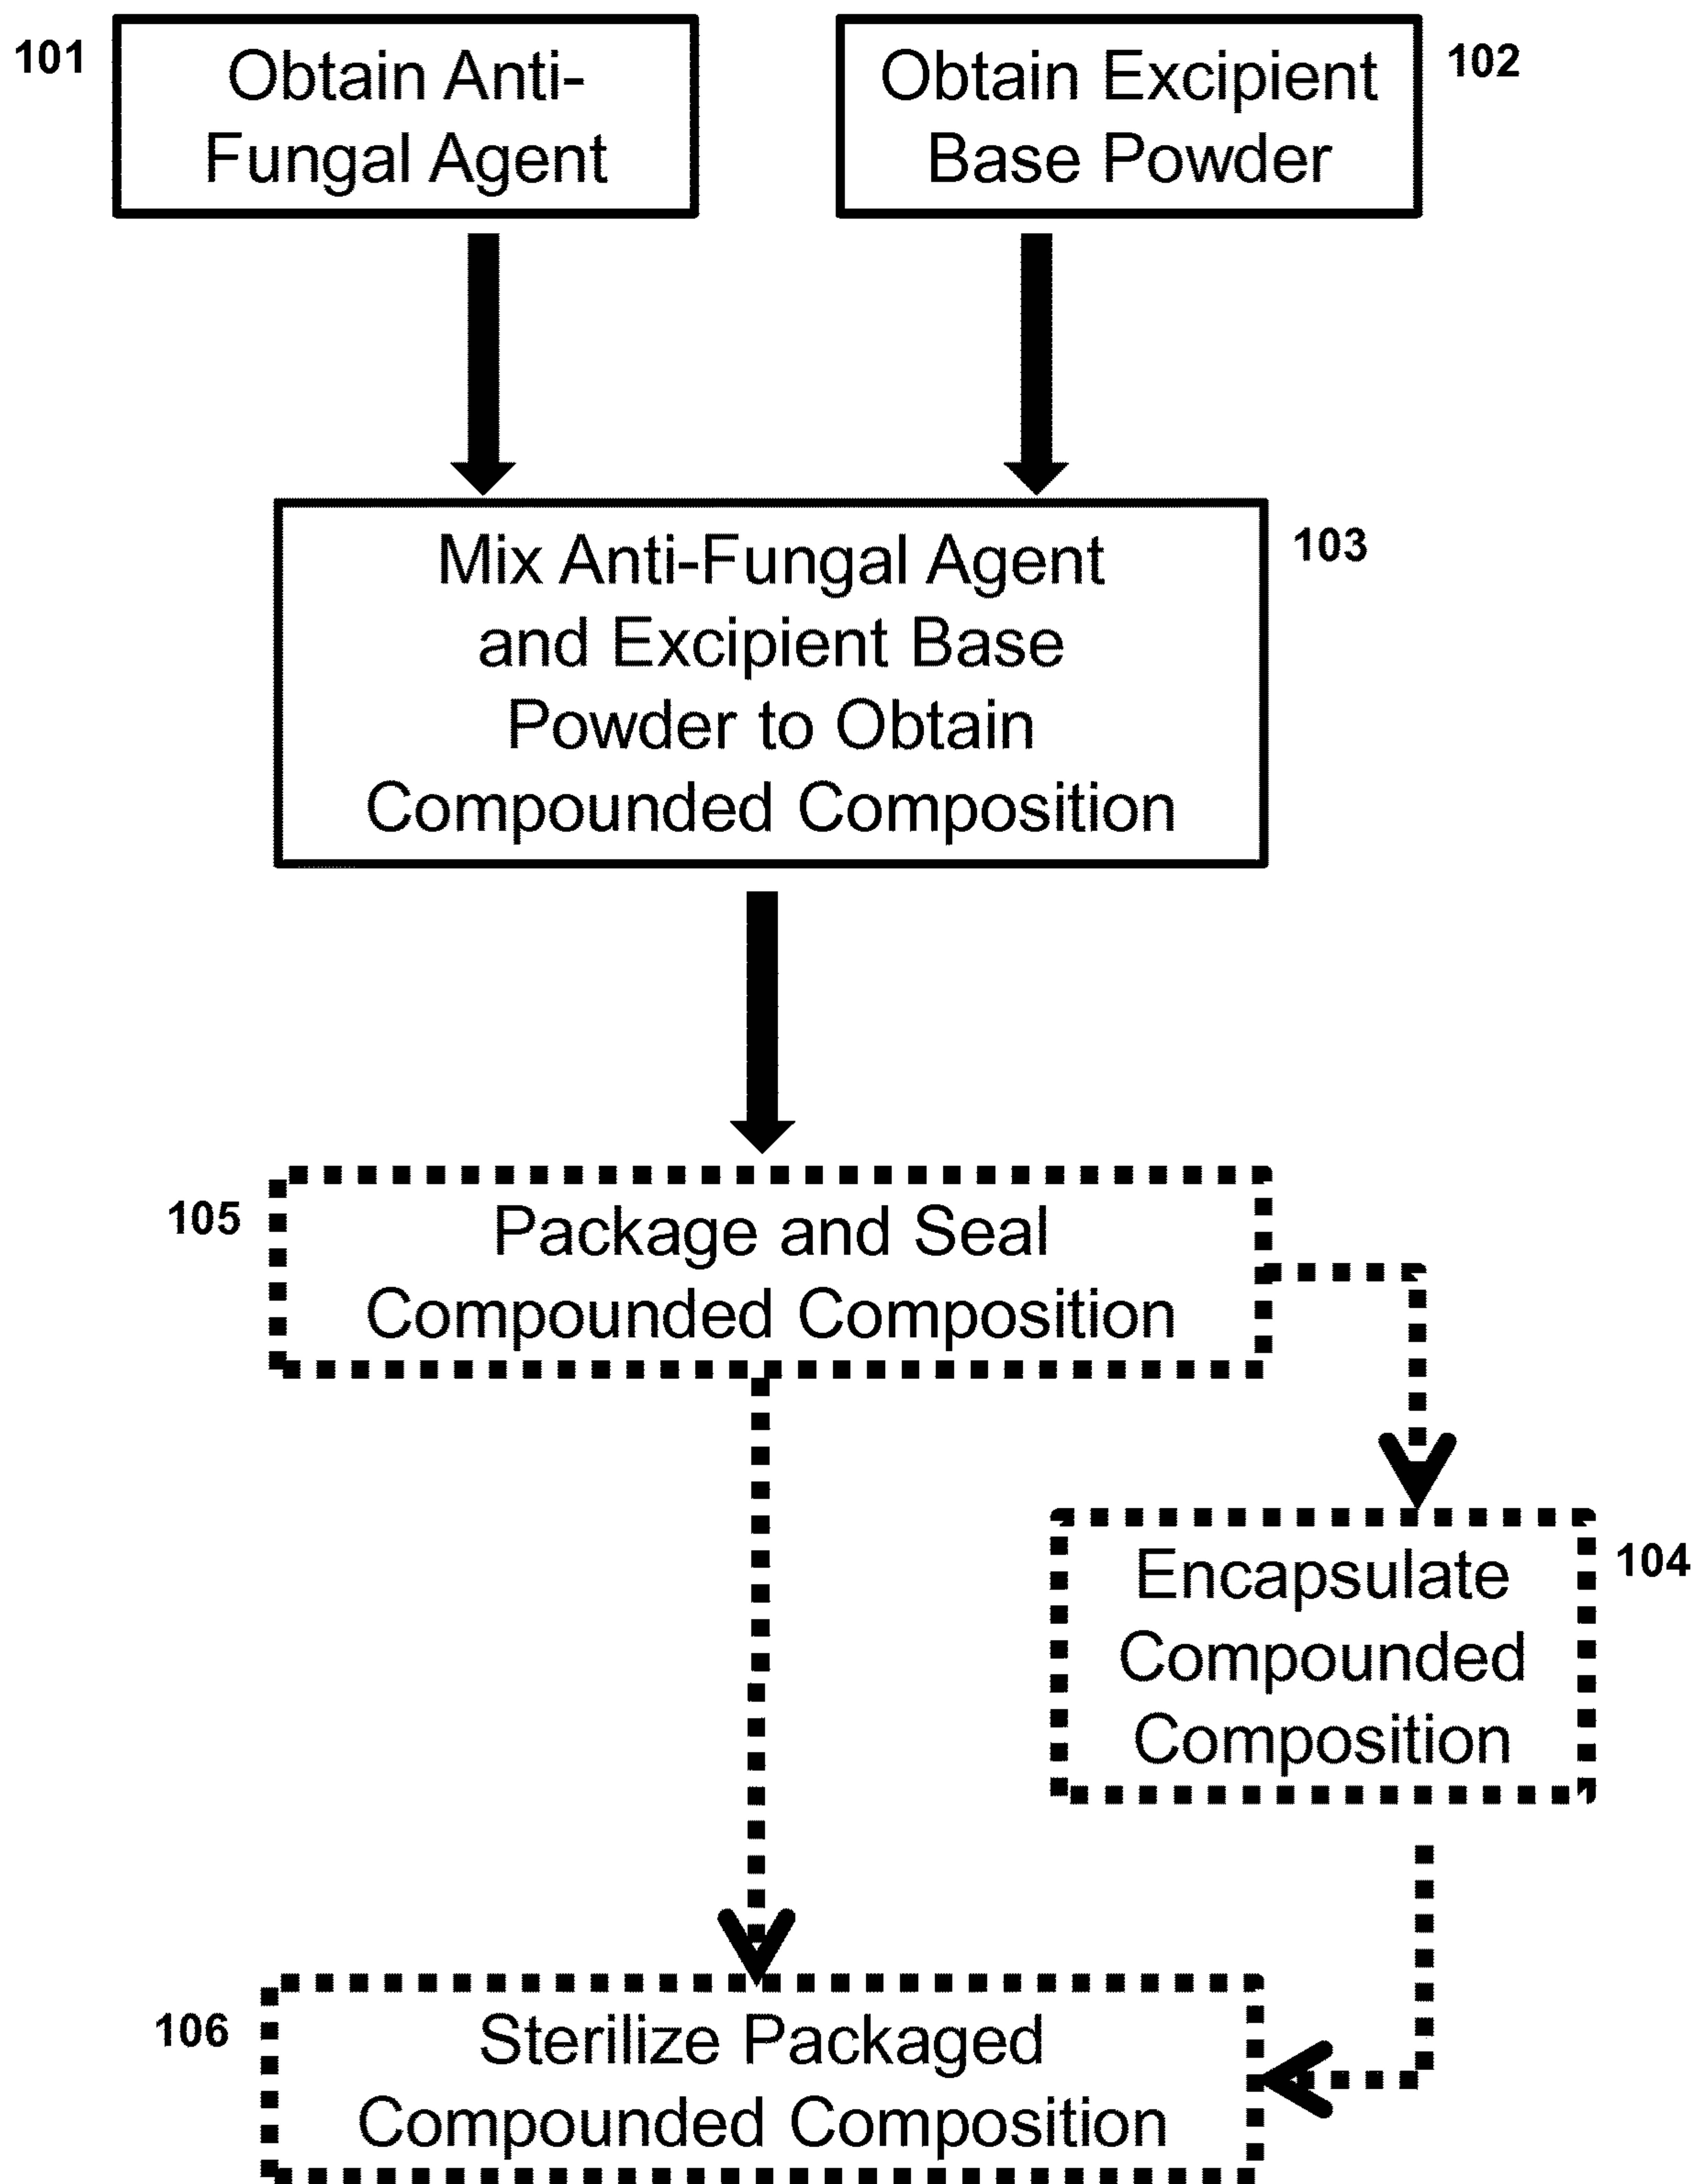 101
Obtain Anti-
Fungal Agent
Obtain Excipient
Base Powder
102
Mix Anti-Fungal Agent
and Excipient Base
Powder to Obtain
Compounded Composition
103
105
Package and Seal
Compounded Composition
Encapsulate
Compounded
Composition
104
106
Sterilize Packaged
Compounded Composition